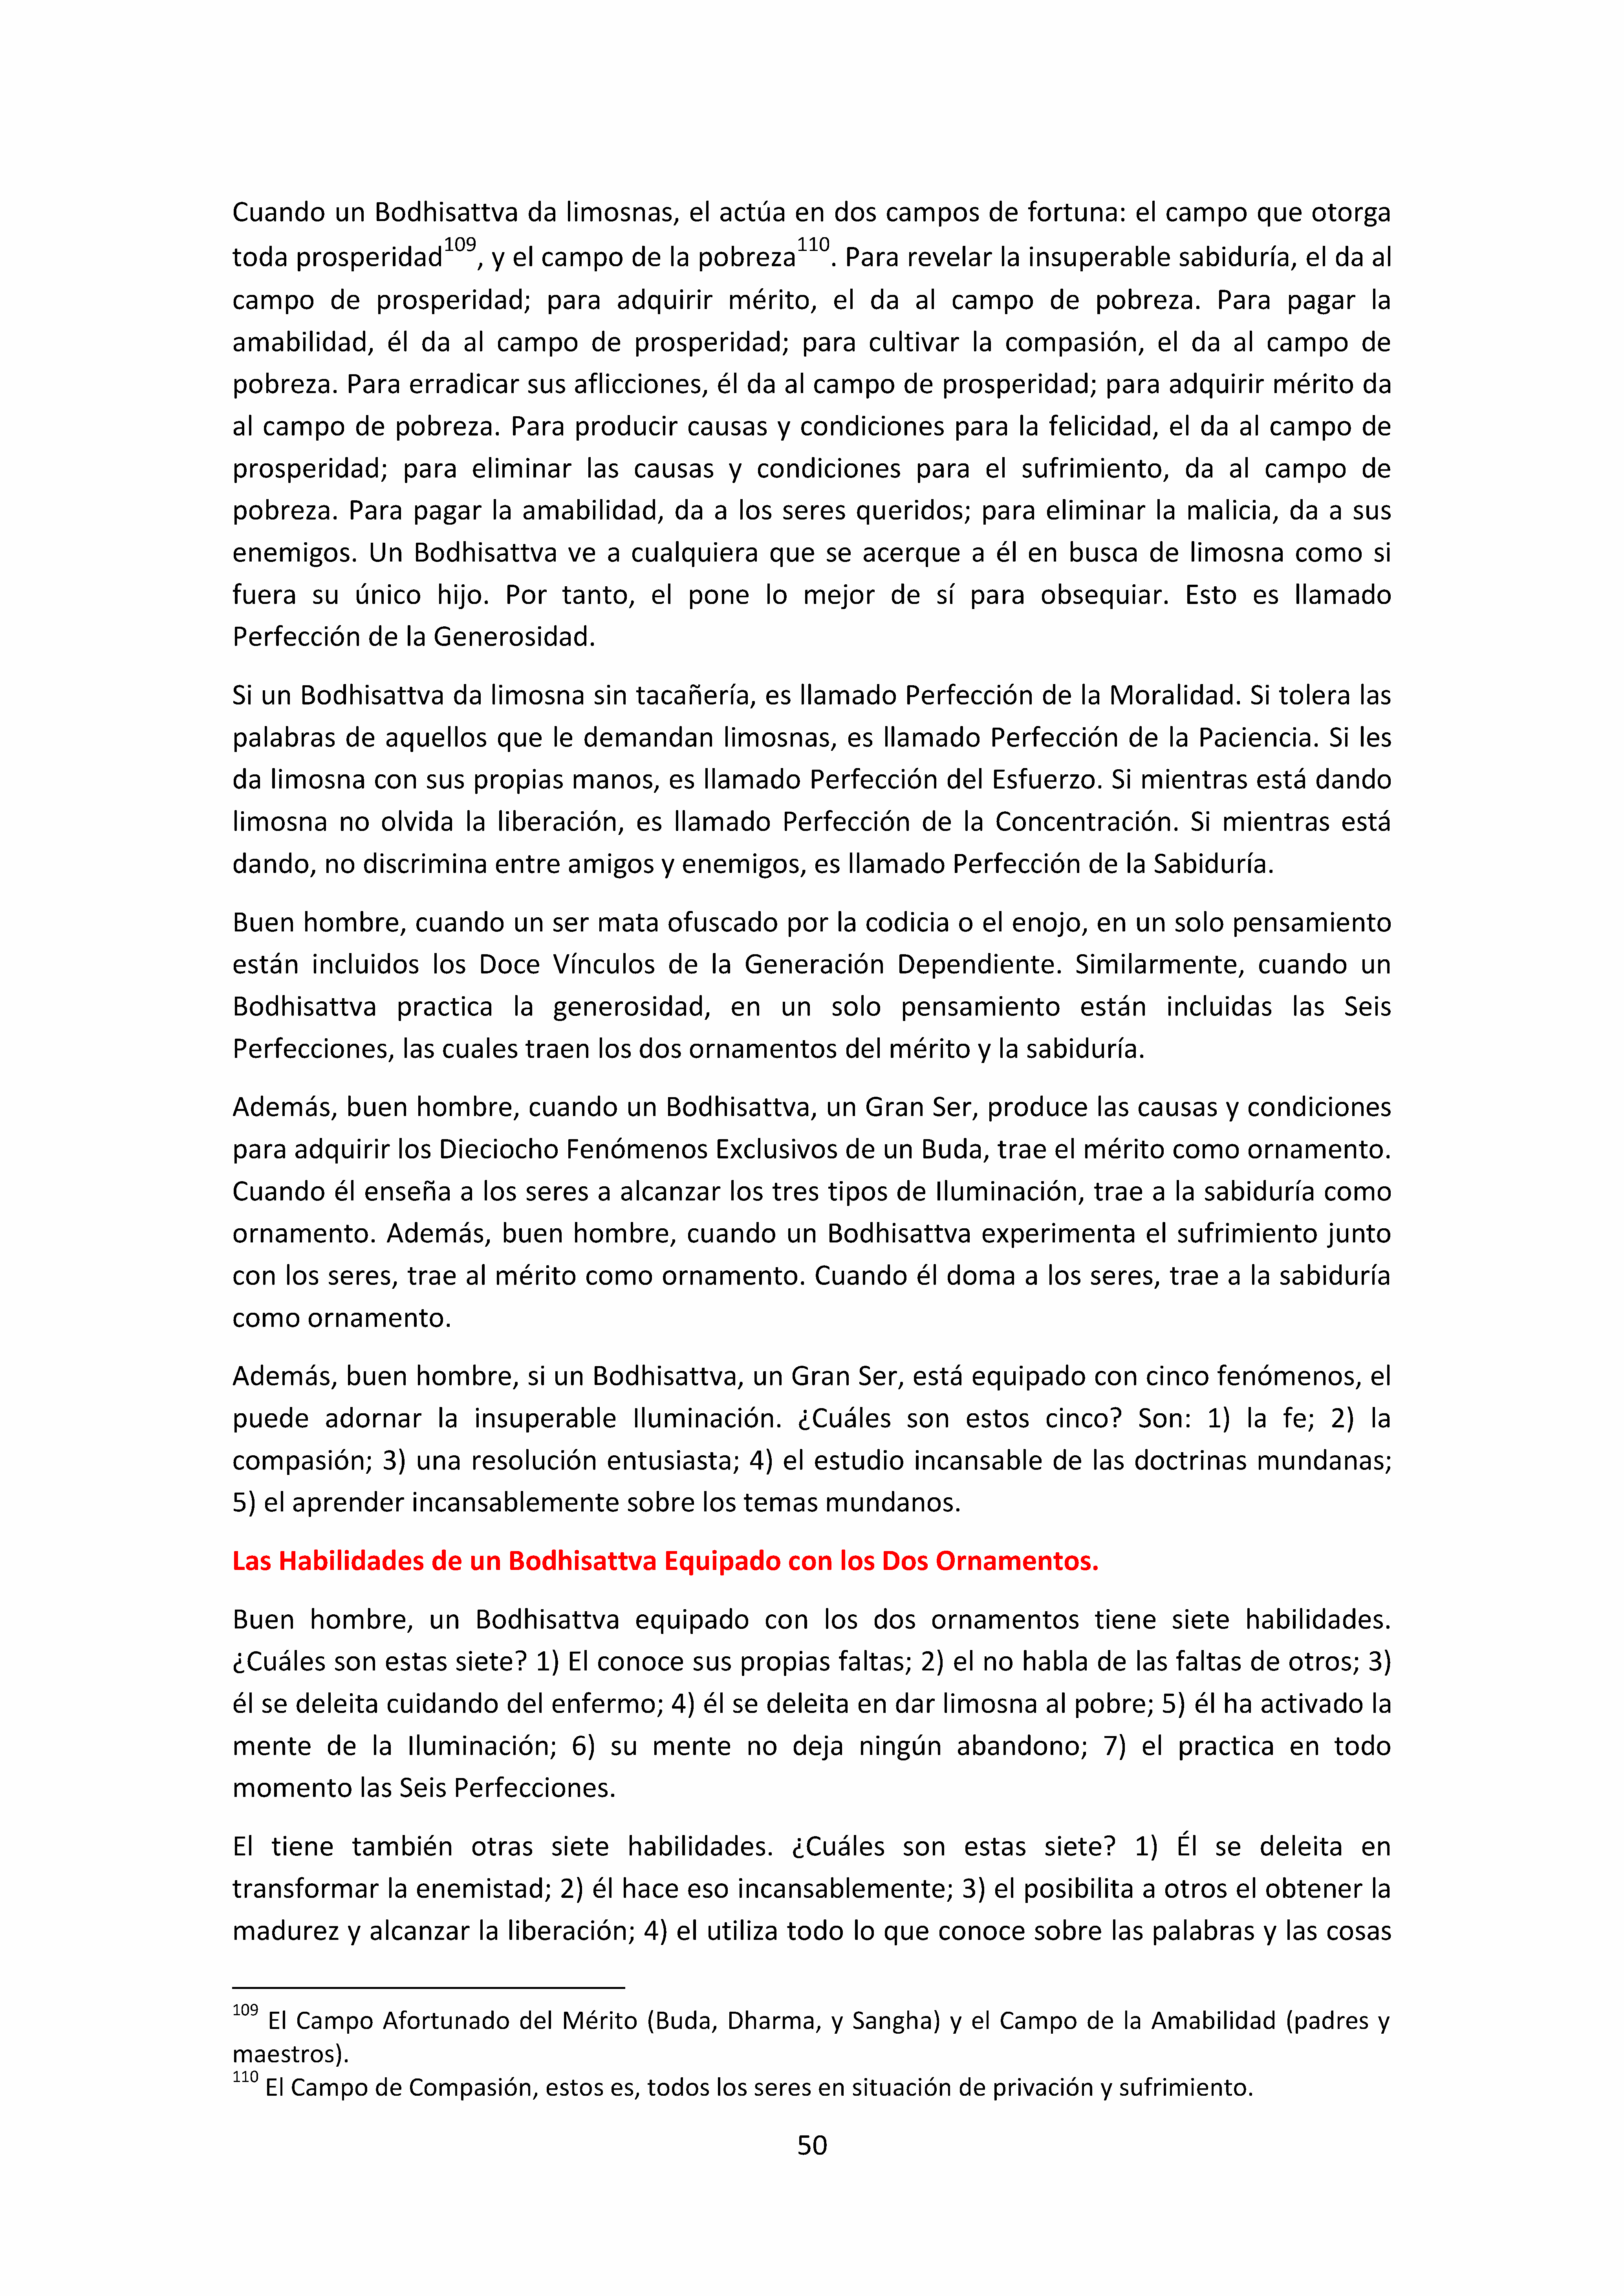 Cuando un Bodhisattva da limosnas, el actúa en dos campos de fortuna: el campo que otorga
toda prosperidad109, y el campo de la pobreza110. Para revelar la insuperable sabiduría, el da al
campo de prosperidad; para adquirir mérito, el da al campo de pobreza. Para pagar la
amabilidad, él da al campo de prosperidad; para cultivar la compasión, el da al campo de
pobreza. Para erradicar sus aflicciones, él da al campo de prosperidad; para adquirir mérito da
al campo de pobreza. Para producir causas y condiciones para la felicidad, el da al campo de
prosperidad; para eliminar las causas y condiciones para el sufrimiento, da al campo de
pobreza. Para pagar la amabilidad, da a los seres queridos; para eliminar la malicia, da a sus
enemigos. Un Bodhisattva ve a cualquiera que se acerque a él en busca de limosna como si
fuera su único hijo. Por tanto, el pone lo mejor de sí para obsequiar. Esto es llamado
Perfección de la Generosidad.
Si un Bodhisattva da limosna sin tacañería, es llamado Perfección de la Moralidad. Si tolera las
palabras de aquellos que le demandan limosnas, es llamado Perfección de la Paciencia. Si les
da limosna con sus propias manos, es llamado Perfección del Esfuerzo. Si mientras está dando
limosna no olvida la liberación, es llamado Perfección de la Concentración. Si mientras está
dando, no discrimina entre amigos y enemigos, es llamado Perfección de la Sabiduría.
Buen hombre, cuando un ser mata ofuscado por la codicia o el enojo, en un solo pensamiento
están incluidos los Doce Vínculos de la Generación Dependiente. Similarmente, cuando un
Bodhisattva practica la generosidad, en un solo pensamiento están incluidas las Seis
Perfecciones, las cuales traen los dos ornamentos del mérito y la sabiduría.
Además, buen hombre, cuando un Bodhisattva, un Gran Ser, produce las causas y condiciones
para adquirir los Dieciocho Fenómenos Exclusivos de un Buda, trae el mérito como ornamento.
Cuando él enseña a los seres a alcanzar los tres tipos de Iluminación, trae a la sabiduría como
ornamento. Además, buen hombre, cuando un Bodhisattva experimenta el sufrimiento junto
con los seres, trae al mérito como ornamento. Cuando él doma a los seres, trae a la sabiduría
como ornamento.
Además, buen hombre, si un Bodhisattva, un Gran Ser, está equipado con cinco fenómenos, el
puede adornar la insuperable Iluminación. ¿Cuáles son estos cinco? Son: 1) la fe; 2) la
compasión; 3) una resolución entusiasta; 4) el estudio incansable de las doctrinas mundanas;
5) el aprender incansablemente sobre los temas mundanos.
Las Habilidades de un Bodhisattva Equipado con los Dos Ornamentos.
Buen hombre, un Bodhisattva equipado con los dos ornamentos tiene siete habilidades.
¿Cuáles son estas siete? 1) El conoce sus propias faltas; 2) el no habla de las faltas de otros; 3)
él se deleita cuidando del enfermo; 4) él se deleita en dar limosna al pobre; 5) él ha activado la
mente de la Iluminación; 6) su mente no deja ningún abandono; 7) el practica en todo
momento las Seis Perfecciones.
El tiene también otras siete habilidades. ¿Cuáles son estas siete? 1) Él se deleita en
transformar la enemistad; 2) él hace eso incansablemente; 3) el posibilita a otros el obtener la
madurez y alcanzar la liberación; 4) el utiliza todo lo que conoce sobre las palabras y las cosas
109 El Campo Afortunado del Mérito (Buda, Dharma, y Sangha) y el Campo de la Amabilidad (padres y
maestros).
110 El Campo de Compasión, estos es, todos los seres en situación de privación y sufrimiento.
50